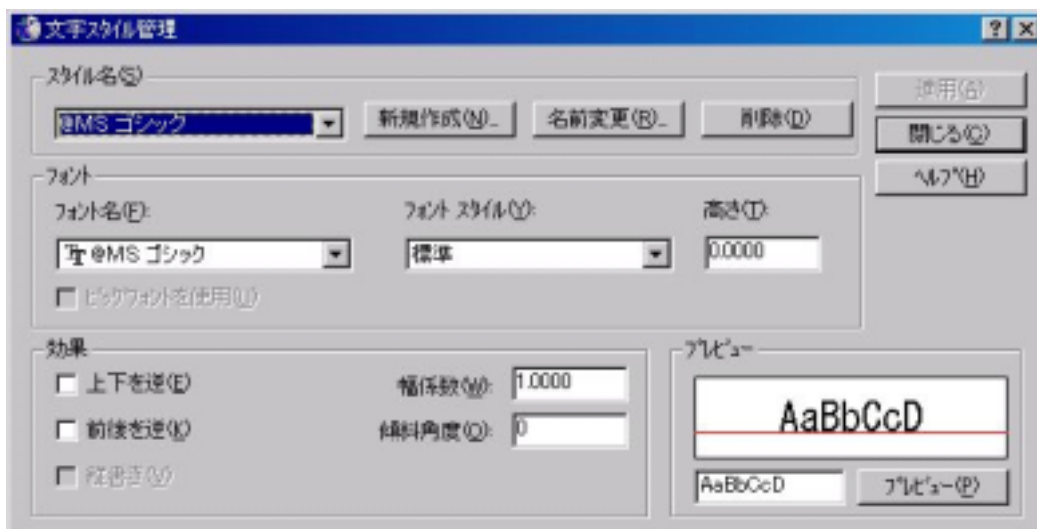 文字スタイル管理
スタイル名(S)
@MS ゴシック
新規作成(N)...
名前変更(R)...
削除(D)
適用(A)
閉じる(C)
ヘルプ(H)
フォント
フォント名(F):
フォント スタイル(Y):
高さ(T):
@MS ゴシック
標準
0.0000
ビッグフォントを使用(U)
効果
上下を逆(E)
幅係数(W):
1.0000
前後を逆(K)
傾斜角度(O):
0
縦書き(V)
プレビュー
AaBbCcD
AaBbCcD
プレビュー(P)